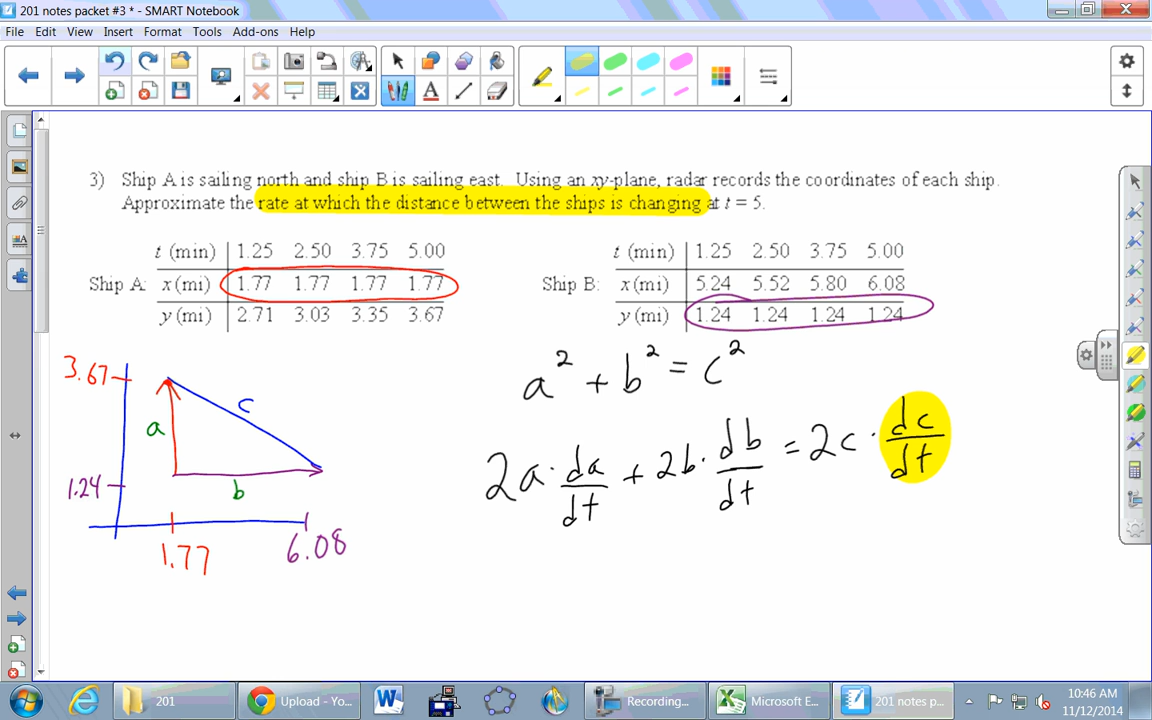 201 notes packet #3 * - SMART Notebook
File Edit View Insert Format Tools Add-ons Help
3) Ship A is sailing north and ship B is sailing east. Using an xy-plane, radar records the coordinates of each ship.
Approximate the rate at which the distance between the ships is changing at t = 5.
t (min) 1.25 2.50 3.75 5.00
Ship A: x (mi) 1.77 1.77 1.77 1.77
y (mi) 2.71 3.03 3.35 3.67
t (min) 1.25 2.50 3.75 5.00
Ship B: x (mi) 5.24 5.52 5.80 6.08
y (mi) 1.24 1.24 1.24 1.24
3.67
a
c
b
1.24
1.77
6.08
a² + b² = c²
2a · da/dt + 2b · db/dt = 2c · dc/dt
201
Upload - Yo...
Recording...
Microsoft E...
201 notes p...
10:46 AM
11/12/2014